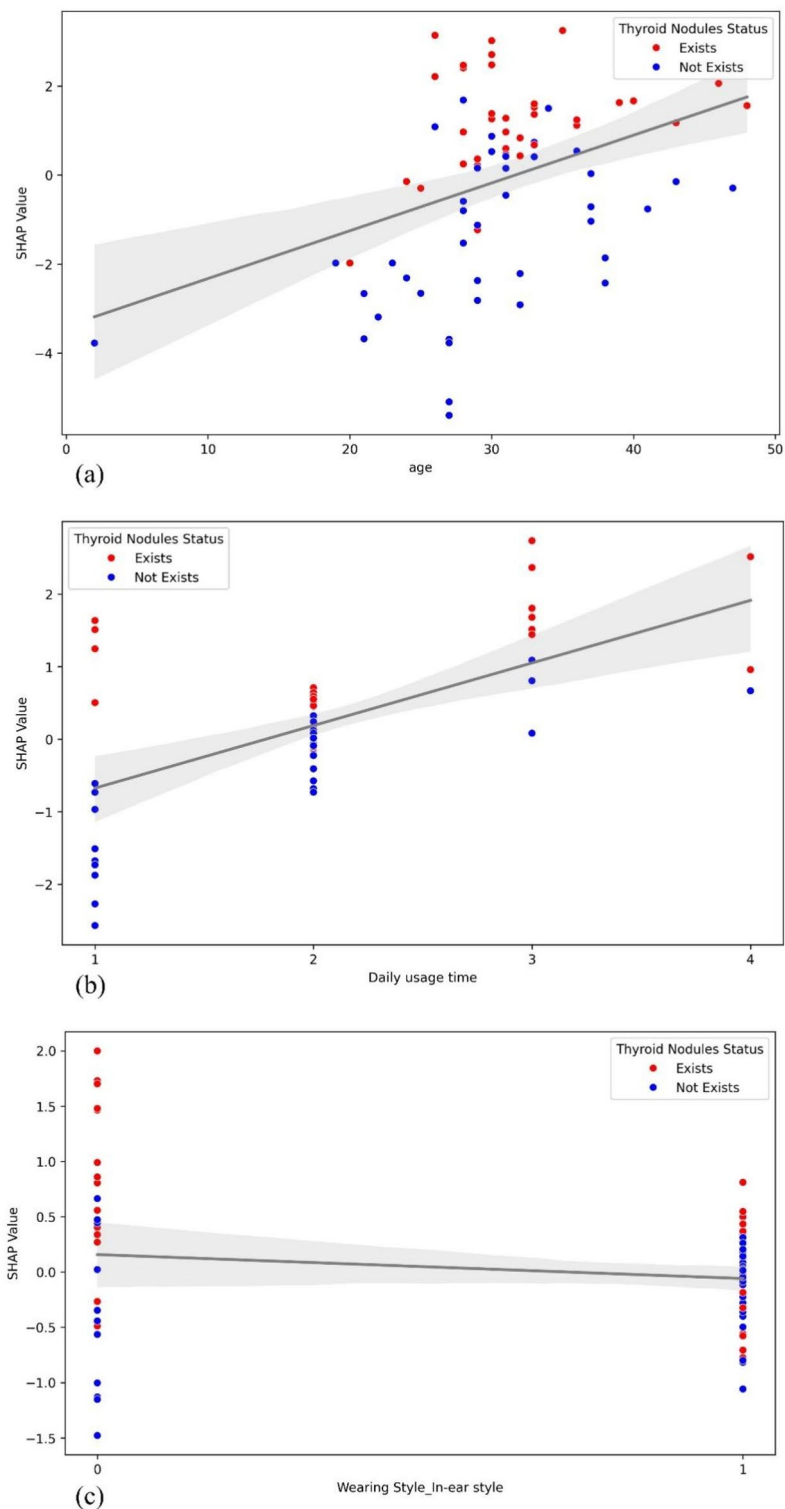 Thyroid Nodules Status
Exists
Not Exists
2
0
−2
−4
SHAP Value
0 10 20 30 40 50
age
(a)
Thyroid Nodules Status
Exists
Not Exists
2
1
0
−1
−2
SHAP Value
1 2 3 4
Daily usage time
(b)
Thyroid Nodules Status
Exists
Not Exists
2.0
1.5
1.0
0.5
0.0
−0.5
−1.0
−1.5
SHAP Value
0 1
Wearing Style_In-ear style
(c)